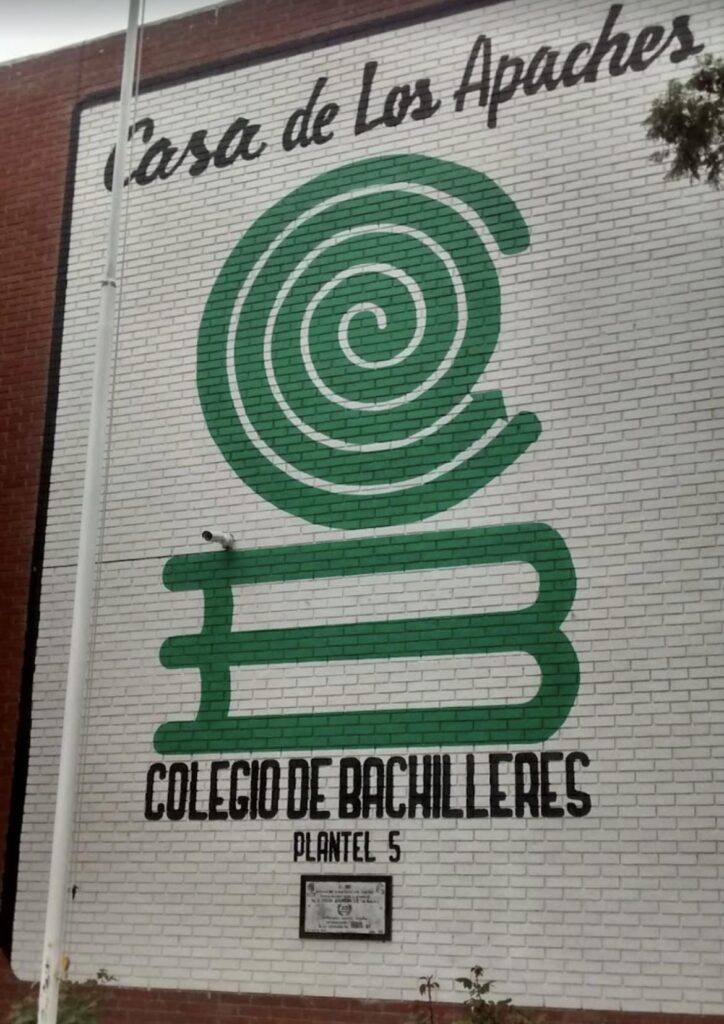 Casa de Los Apaches
COLEGIO DE BACHILLERES
PLANTEL 5